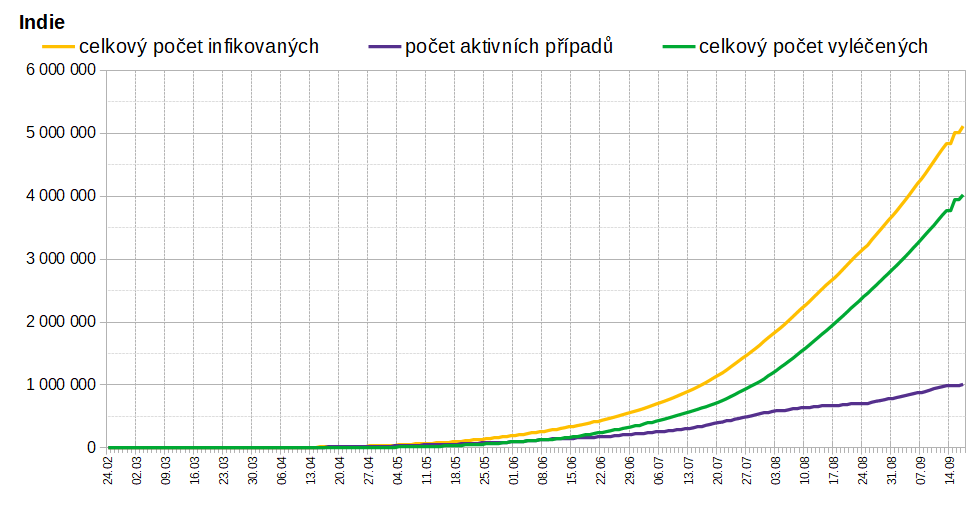 Indie
celkový počet infikovaných počet aktivních případů celkový počet vyléčených
6 000 000
5 000 000
4 000 000
3 000 000
2 000 000
1 000 000
0
24.02 02.03 09.03 16.03 23.03 30.03 06.04 13.04 20.04 27.04 04.05 11.05 18.05 25.05 01.06 08.06 15.06 22.06 29.06 06.07 13.07 20.07 27.07 03.08 10.08 17.08 24.08 31.08 07.09 14.09